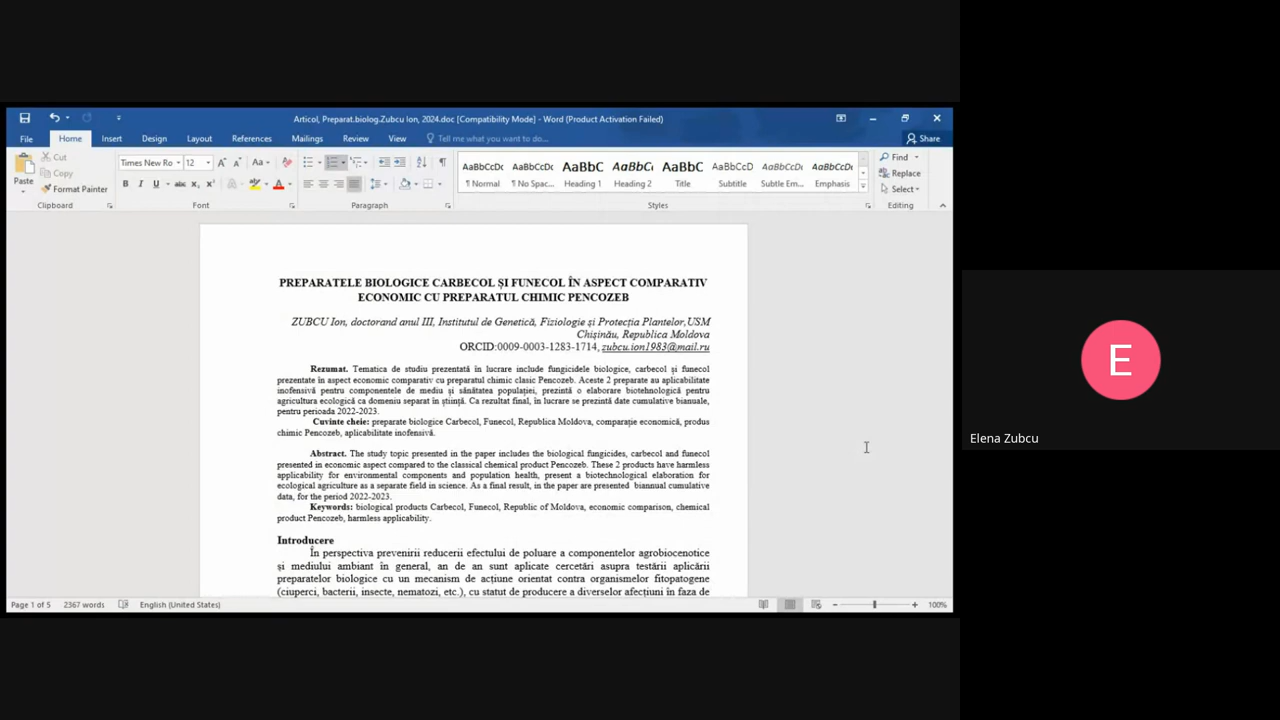 Articol, Preparat.biolog.Zubcu Ion, 2024.doc [Compatibility Mode] - Word (Product Activation Failed)
File Home Insert Design Layout References Mailings Review View Tell me what you want to do... Share
Paste
Cut
Copy
Format Painter
Clipboard
Times New Ro 12
Font
Paragraph
AaBbCcDc AaBbCcDc AaBbC AaBbCi AaBbC AaBbCcD AaBbCcDı AaBbCcDı
¶ Normal ¶ No Spac... Heading 1 Heading 2 Title Subtitle Subtle Em... Emphasis
Styles
Find
Replace
Select
Editing
PREPARATELE BIOLOGICE CARBECOL ȘI FUNECOL ÎN ASPECT COMPARATIV
ECONOMIC CU PREPARATUL CHIMIC PENCOZEB
ZUBCU Ion, doctorand anul III, Institutul de Genetică, Fiziologie și Protecția Plantelor,USM
Chișinău, Republica Moldova
ORCID:0009-0003-1283-1714, zubcu.ion1983@mail.ru
Rezumat. Tematica de studiu prezentată în lucrare include fungicidele biologice, carbecol și funecol
prezentate în aspect economic comparativ cu preparatul chimic clasic Pencozeb. Aceste 2 preparate au aplicabilitate
inofensivă pentru componentele de mediu și sănătatea populației, prezintă o elaborare biotehnologică pentru
agricultura ecologică ca domeniu separat în știință. Ca rezultat final, în lucrare se prezintă date cumulative bianuale,
pentru perioada 2022-2023.
Cuvinte cheie: preparate biologice Carbecol, Funecol, Republica Moldova, comparație economică, produs
chimic Pencozeb, aplicabilitate inofensivă.
Abstract. The study topic presented in the paper includes the biological fungicides, carbecol and funecol
presented in economic aspect compared to the classical chemical product Pencozeb. These 2 products have harmless
applicability for environmental components and population health, present a biotechnological elaboration for
ecological agriculture as a separate field in science. As a final result, in the paper are presented biannual cumulative
data, for the period 2022-2023.
Keywords: biological products Carbecol, Funecol, Republic of Moldova, economic comparison, chemical
product Pencozeb, harmless applicability.
Introducere
În perspectiva prevenirii reducerii efectului de poluare a componentelor agrobiocenotice
și mediului ambiant în general, an de an sunt aplicate cercetări asupra testării aplicării
preparatelor biologice cu un mecanism de acțiune orientat contra organismelor fitopatogene
(ciuperci, bacterii, insecte, nematozi, etc.), cu statut de producere a diverselor afecțiuni în faza de
Page 1 of 5 2367 words English (United States) 100%
E
Elena Zubcu